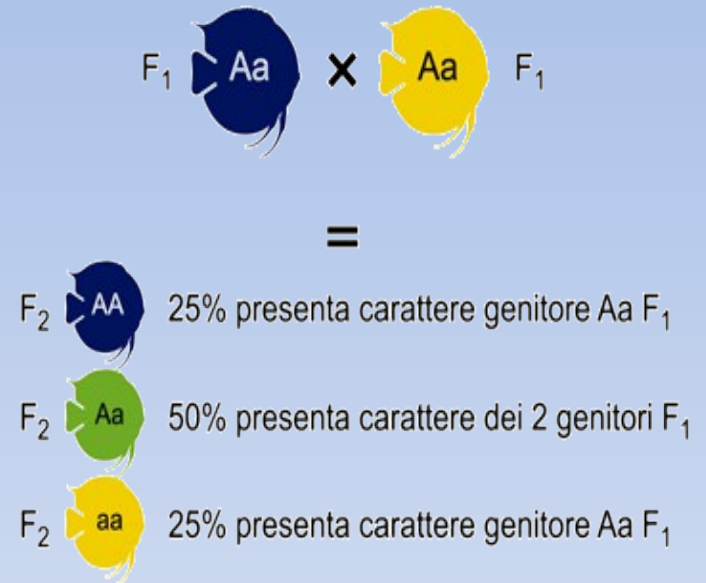 F₁ Aa × Aa F₁
=
F₂ AA 25% presenta carattere genitore Aa F₁
F₂ Aa 50% presenta carattere dei 2 genitori F₁
F₂ aa 25% presenta carattere genitore Aa F₁